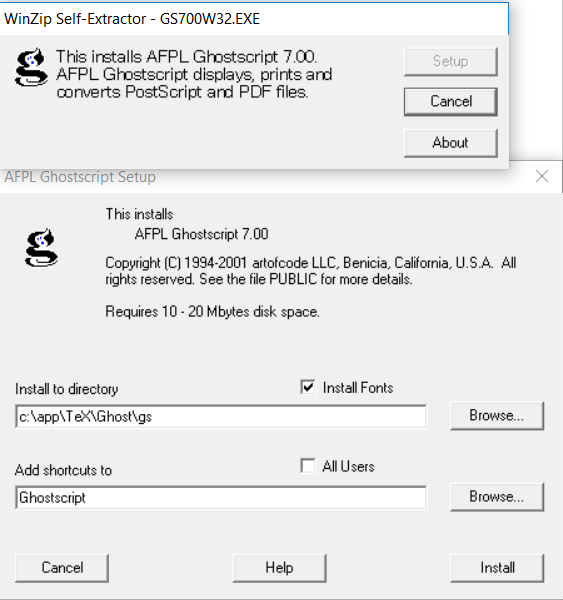 WinZip Self-Extractor - GS700W32.EXE
This installs AFPL Ghostscript 7.00.
AFPL Ghostscript displays, prints and
converts PostScript and PDF files.
Setup
Cancel
About
AFPL Ghostscript Setup
This installs
AFPL Ghostscript 7.00
Copyright (C) 1994-2001 artofcode LLC, Benicia, California, U.S.A. All
rights reserved. See the file PUBLIC for more details.
Requires 10 - 20 Mbytes disk space.
Install to directory
Install Fonts
c:\app\TeX\Ghost\gs
Browse...
Add shortcuts to
All Users
Ghostscript
Browse...
Cancel
Help
Install